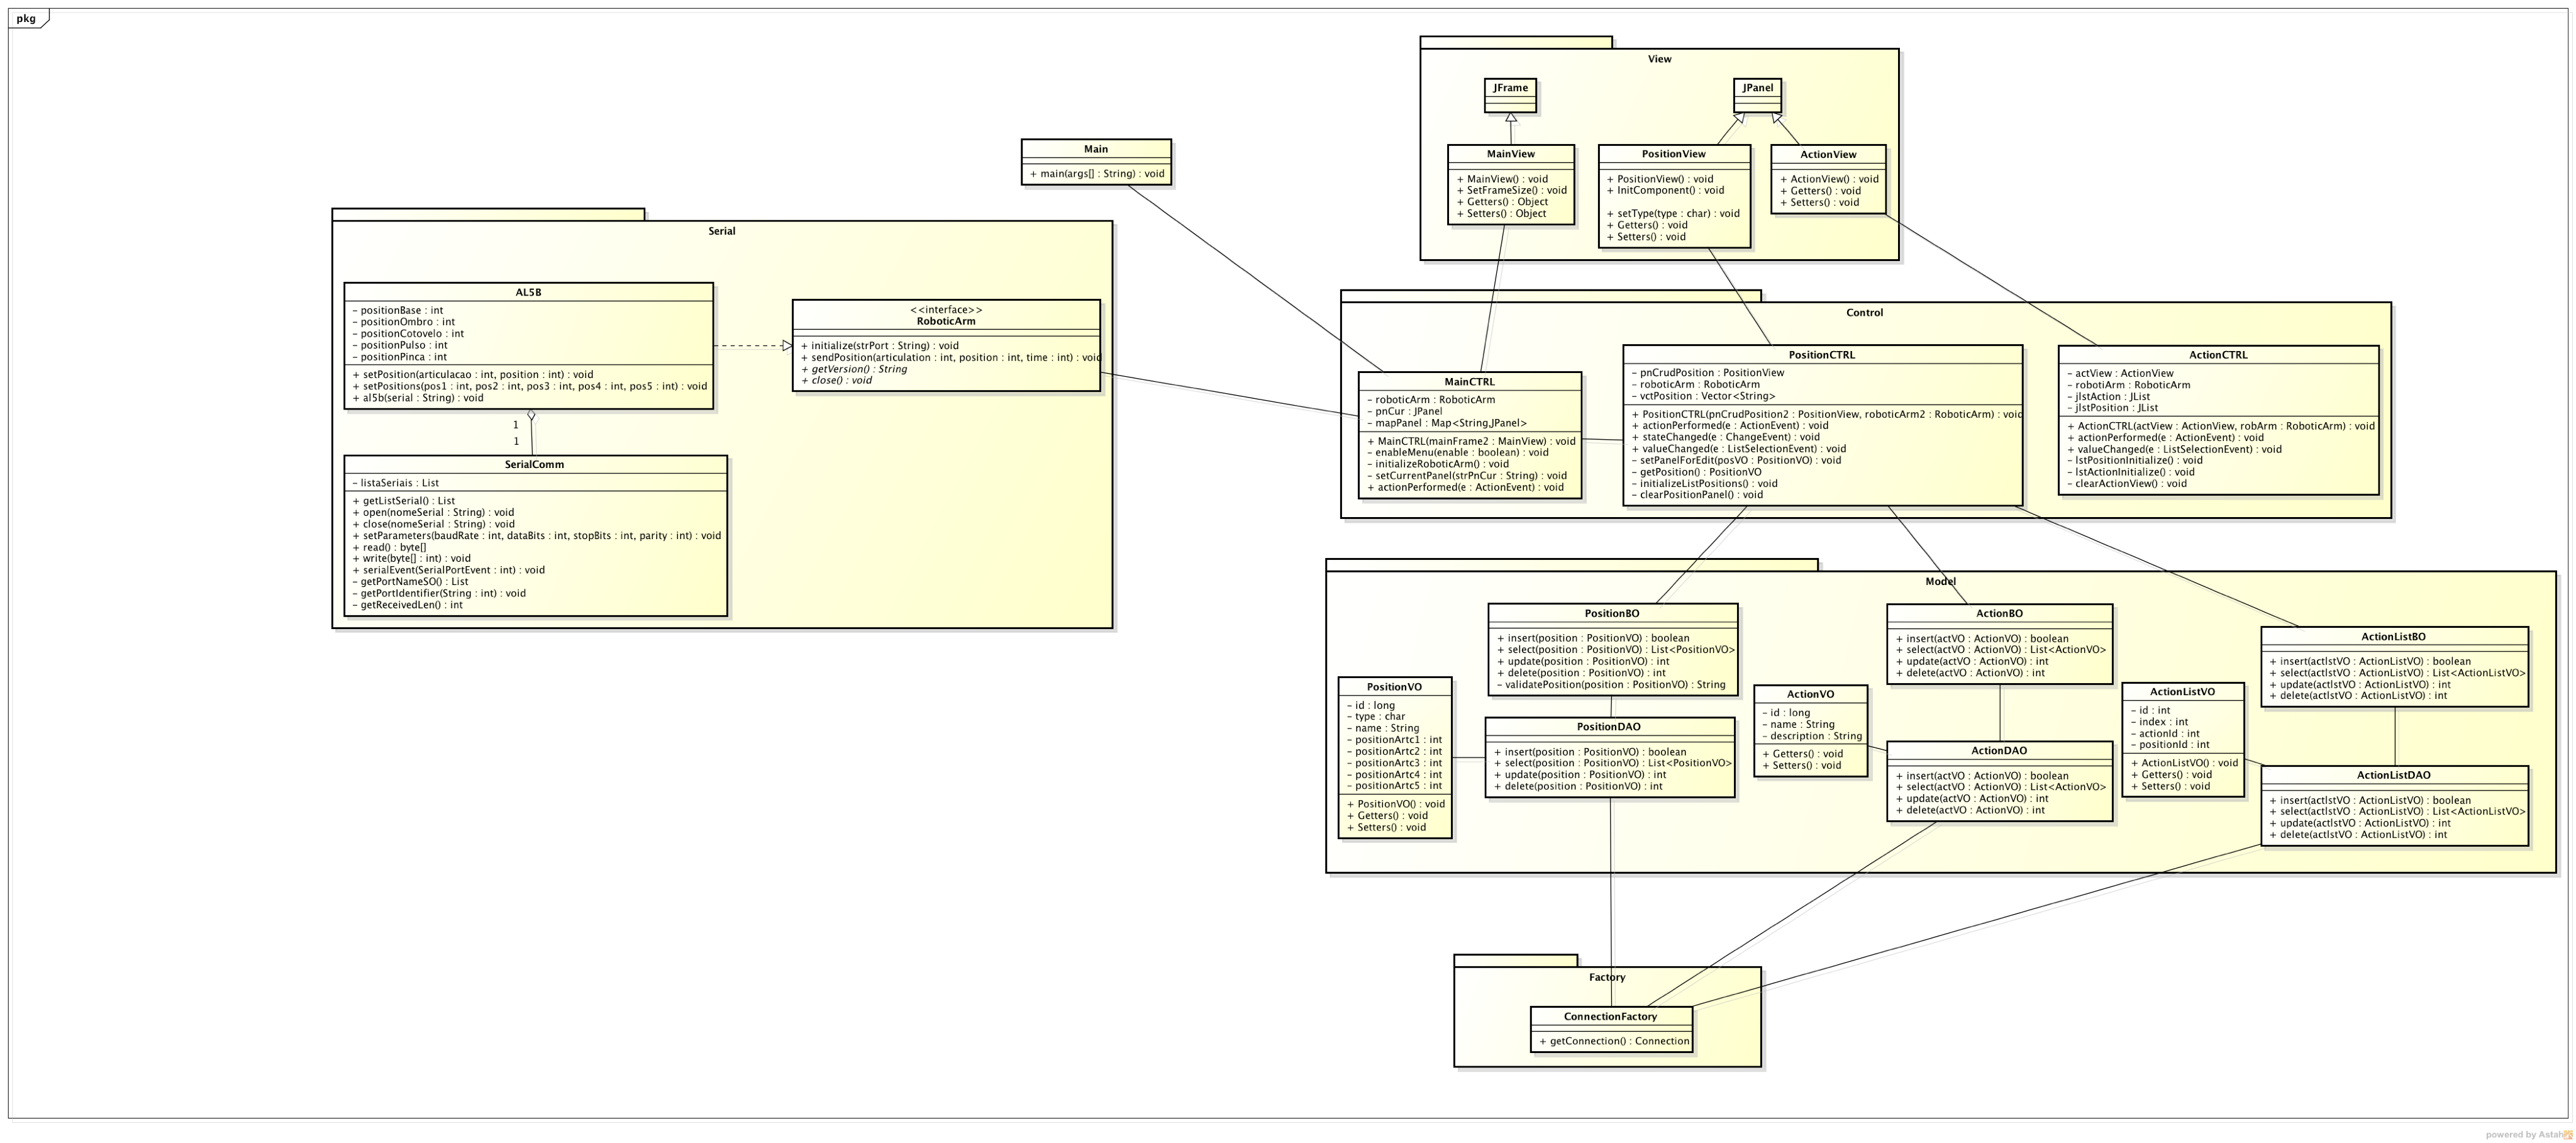 pkg
View
JFrame
JPanel
MainView
+ MainView() : void
+ SetFrameSize() : void
+ Getters() : Object
+ Setters() : Object
PositionView
+ PositionView() : void
+ InitComponent() : void
+ setType(type : char) : void
+ Getters() : void
+ Setters() : void
ActionView
+ ActionView() : void
+ Getters() : void
+ Setters() : void
Main
+ main(args[] : String) : void
Serial
AL5B
– positionBase : int
– positionOmbro : int
– positionCotovelo : int
– positionPulso : int
– positionPinca : int
+ setPosition(articulacao : int, position : int) : void
+ setPositions(pos1 : int, pos2 : int, pos3 : int, pos4 : int, pos5 : int) : void
+ al5b(serial : String) : void
<<interface>>
RoboticArm
+ initialize(strPort : String) : void
+ sendPosition(articulation : int, position : int, time : int) : void
+ getVersion() : String
+ close() : void
1
1
SerialComm
– listaSeriais : List
+ getListSerial() : List
+ open(nomeSerial : String) : void
+ close(nomeSerial : String) : void
+ setParameters(baudRate : int, dataBits : int, stopBits : int, parity : int) : void
+ read() : byte[]
+ write(byte[] : int) : void
+ serialEvent(SerialPortEvent : int) : void
– getPortNameSO() : List
– getPortIdentifier(String : int) : void
– getReceivedLen() : int
Control
MainCTRL
– roboticArm : RoboticArm
– pnCur : JPanel
– mapPanel : Map<String,JPanel>
+ MainCTRL(mainFrame2 : MainView) : void
– enableMenu(enable : boolean) : void
– initializeRoboticArm() : void
– setCurrentPanel(strPnCur : String) : void
+ actionPerformed(e : ActionEvent) : void
PositionCTRL
– pnCrudPosition : PositionView
– roboticArm : RoboticArm
– vctPosition : Vector<String>
+ PositionCTRL(pnCrudPosition2 : PositionView, roboticArm2 : RoboticArm) : void
+ actionPerformed(e : ActionEvent) : void
+ stateChanged(e : ChangeEvent) : void
+ valueChanged(e : ListSelectionEvent) : void
– setPanelForEdit(posVO : PositionVO) : void
– getPosition() : PositionVO
– initializeListPositions() : void
– clearPositionPanel() : void
ActionCTRL
– actView : ActionView
– robotiArm : RoboticArm
– jlstAction : JList
– jlstPosition : JList
+ ActionCTRL(actView : ActionView, robArm : RoboticArm) : void
+ actionPerformed(e : ActionEvent) : void
+ valueChanged(e : ListSelectionEvent) : void
– lstPositionInitialize() : void
– lstActionInitialize() : void
– clearActionView() : void
Model
PositionVO
– id : long
– type : char
– name : String
– positionArtc1 : int
– positionArtc2 : int
– positionArtc3 : int
– positionArtc4 : int
– positionArtc5 : int
+ PositionVO() : void
+ Getters() : void
+ Setters() : void
PositionBO
+ insert(position : PositionVO) : boolean
+ select(position : PositionVO) : List<PositionVO>
+ update(position : PositionVO) : int
+ delete(position : PositionVO) : int
– validatePosition(position : PositionVO) : String
PositionDAO
+ insert(position : PositionVO) : boolean
+ select(position : PositionVO) : List<PositionVO>
+ update(position : PositionVO) : int
+ delete(position : PositionVO) : int
ActionVO
– id : long
– name : String
– description : String
+ Getters() : void
+ Setters() : void
ActionBO
+ insert(actVO : ActionVO) : boolean
+ select(actVO : ActionVO) : List<ActionVO>
+ update(actVO : ActionVO) : int
+ delete(actVO : ActionVO) : int
ActionDAO
+ insert(actVO : ActionVO) : boolean
+ select(actVO : ActionVO) : List<ActionVO>
+ update(actVO : ActionVO) : int
+ delete(actVO : ActionVO) : int
ActionListVO
– id : int
– index : int
– actionId : int
– positionId : int
+ ActionListVO() : void
+ Getters() : void
+ Setters() : void
ActionListBO
+ insert(actlstVO : ActionListVO) : boolean
+ select(actlstVO : ActionListVO) : List<ActionListVO>
+ update(actlstVO : ActionListVO) : int
+ delete(actlstVO : ActionListVO) : int
ActionListDAO
+ insert(actlstVO : ActionListVO) : boolean
+ select(actlstVO : ActionListVO) : List<ActionListVO>
+ update(actlstVO : ActionListVO) : int
+ delete(actlstVO : ActionListVO) : int
Factory
ConnectionFactory
+ getConnection() : Connection
powered by Astah